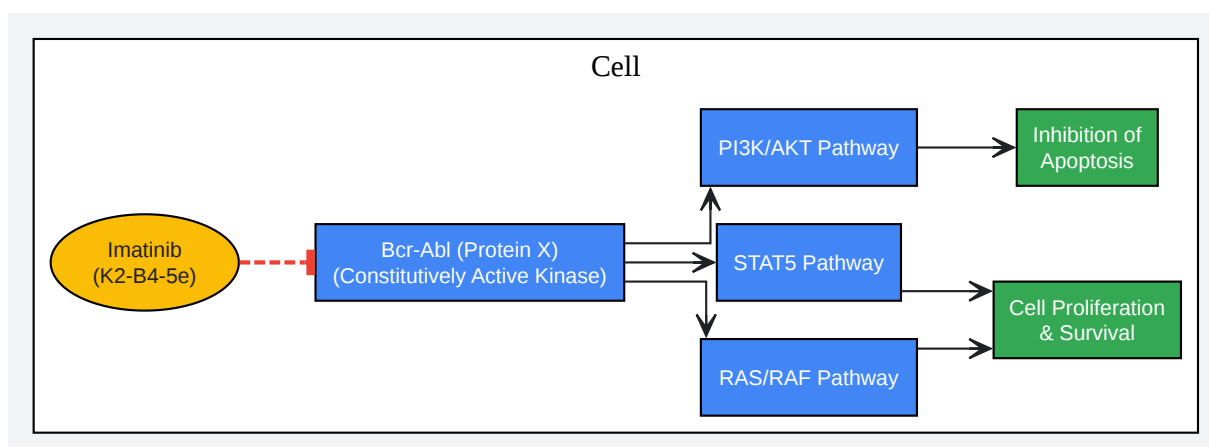 Cell
Imatinib
(K2-B4-5e)
Bcr-Abl (Protein X)
(Constitutively Active Kinase)
PI3K/AKT Pathway
STAT5 Pathway
RAS/RAF Pathway
Inhibition of
Apoptosis
Cell Proliferation
& Survival